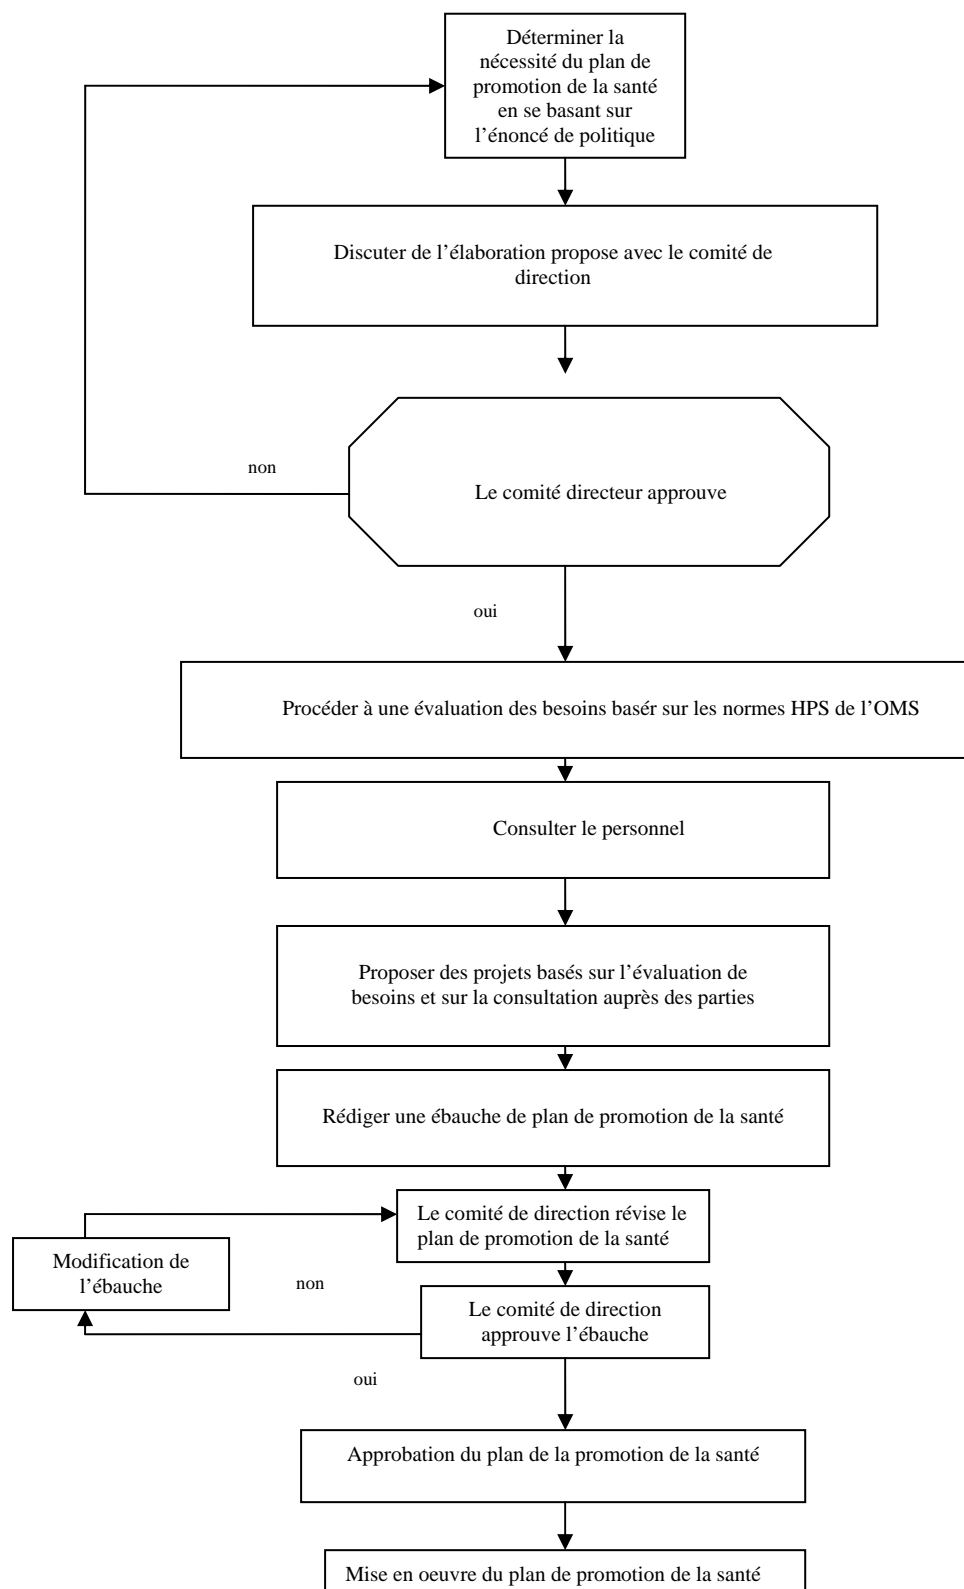 Déterminer la
nécessité du plan de
promotion de la santé
en se basant sur
l’énoncé de politique
Discuter de l’élaboration propose avec le comité de
direction
non
Le comité directeur approuve
oui
Procéder à une évaluation des besoins basér sur les normes HPS de l’OMS
Consulter le personnel
Proposer des projets basés sur l’évaluation de
besoins et sur la consultation auprès des parties
Rédiger une ébauche de plan de promotion de la santé
Le comité de direction révise le
plan de promotion de la santé
Modification de
l’ébauche
non
Le comité de direction
approuve l’ébauche
oui
Approbation du plan de la promotion de la santé
Mise en oeuvre du plan de promotion de la santé